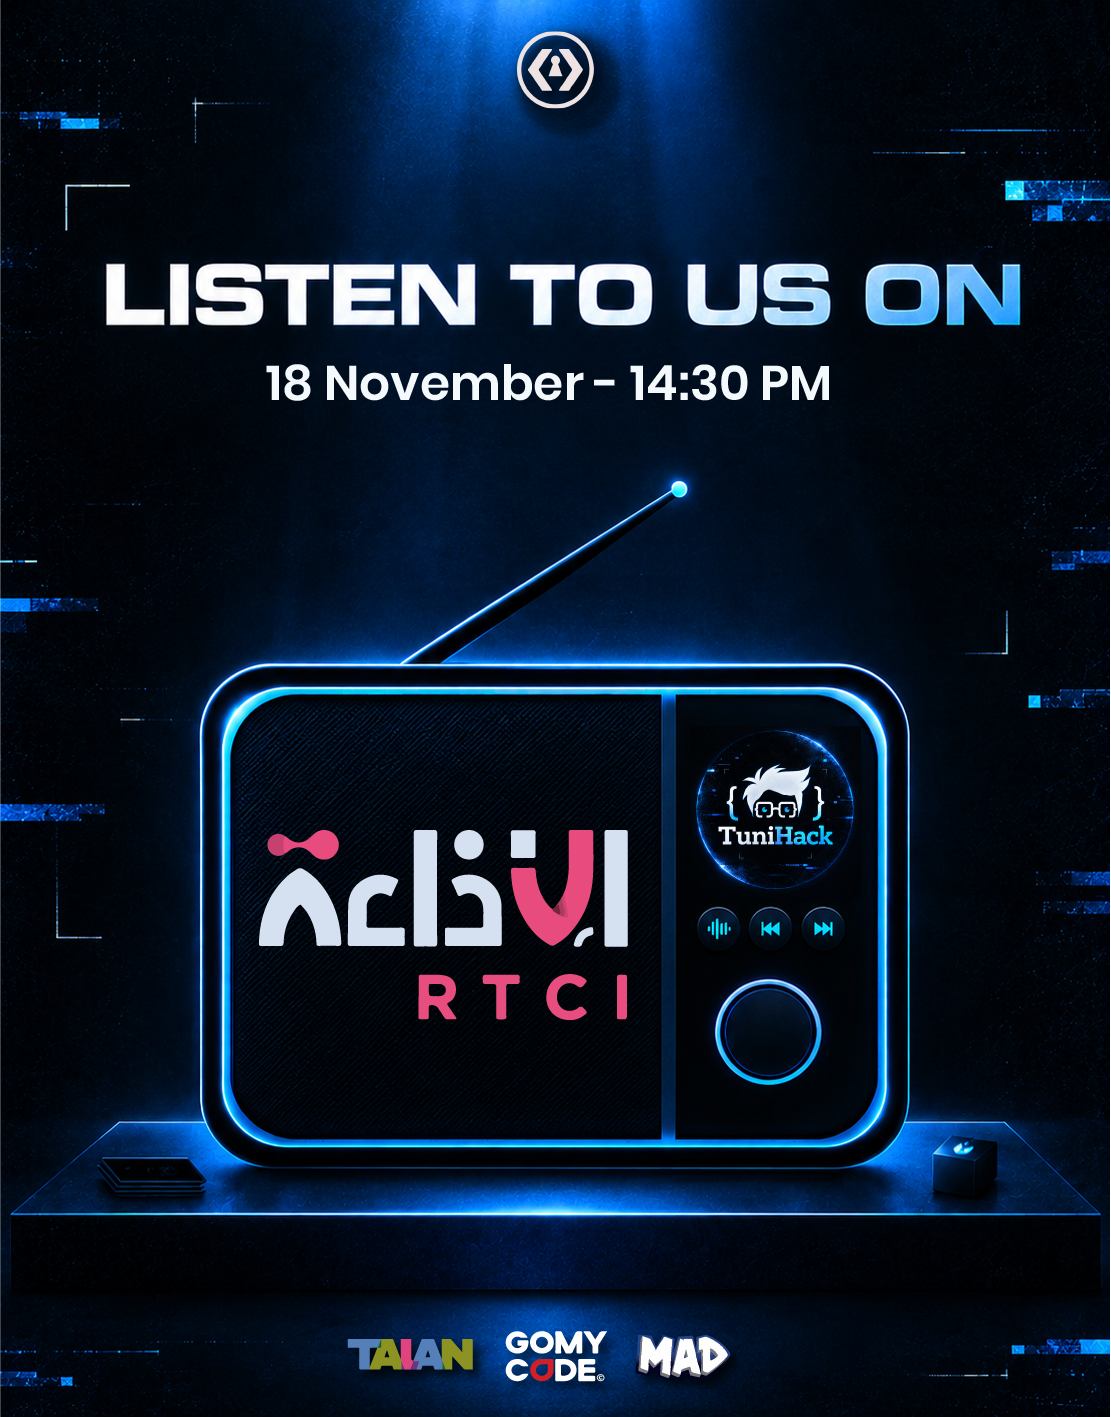 LISTEN TO US ON
18 November - 14:30 PM
{ }
TuniHack
الإذاعة
RTCI
TALAN
GOMY
CODE©
MAD